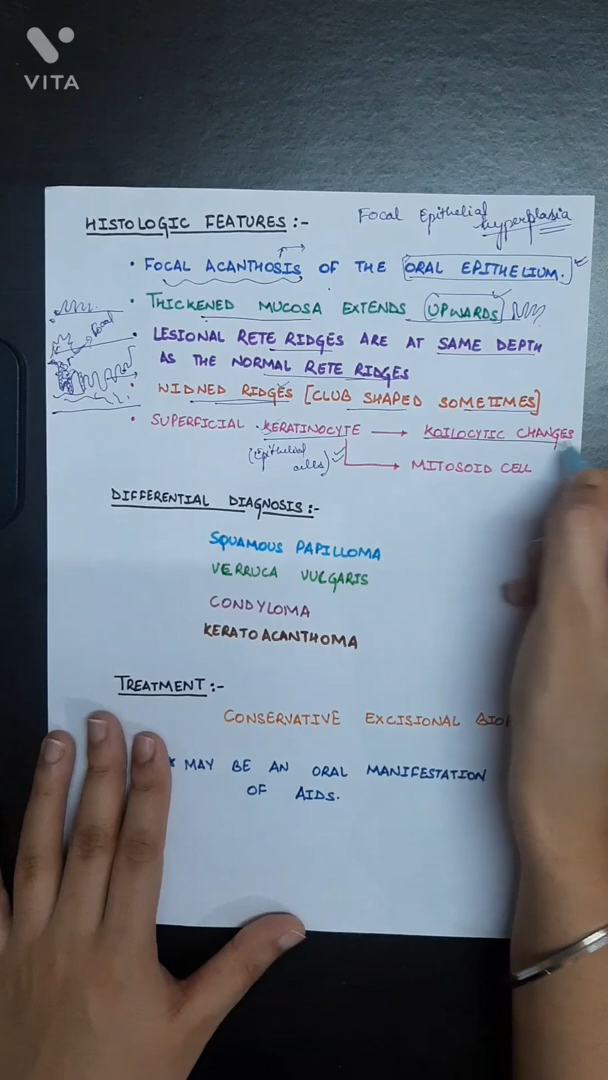 VITA
Focal Epithelial
hyperplasia
HISTOLOGIC FEATURES :-
• FOCAL ACANTHOSIS OF THE ORAL EPITHELIUM.
• THICKENED MUCOSA EXTENDS UPWARDS
• LESIONAL RETE RIDGES ARE AT SAME DEPTH
AS THE NORMAL RETE RIDGES
• WIDNED RIDGES [CLUB SHAPED SOMETIMES]
• SUPERFICIAL KERATINOCYTE → KOILOCYTIC CHANGES
(Epithelial
cells)
→ MITOSOID CELL
DIFFERENTIAL DIAGNOSIS :-
SQUAMOUS PAPILLOMA
VERRUCA VULGARIS
CONDYLOMA
KERATOACANTHOMA
TREATMENT :-
CONSERVATIVE EXCISIONAL
* MAY BE AN ORAL MANIFESTATION
OF AIDS.